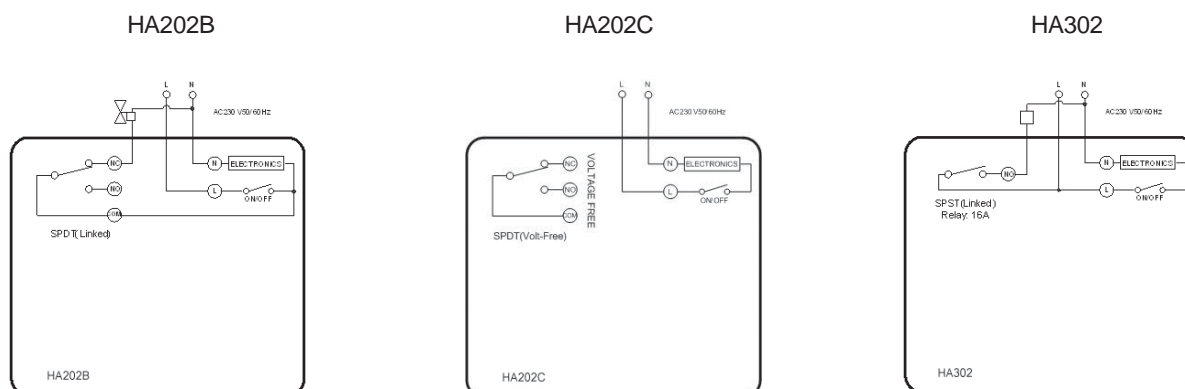 HA202B
HA202C
HA302
L N
AC230 V50/60Hz
NC
N
ELECTRONICS
NO
L
ON/OFF
COM
SPDT(Linked)
HA202B
L N
AC230 V50/60Hz
NC
VOLTAGE FREE
N
ELECTRONICS
NO
L
ON/OFF
COM
SPDT(Volt-Free)
HA202C
L N
AC230 V50/60Hz
N
ELECTRONICS
NO
L
ON/OFF
SPST(Linked)
Relay: 16A
HA302